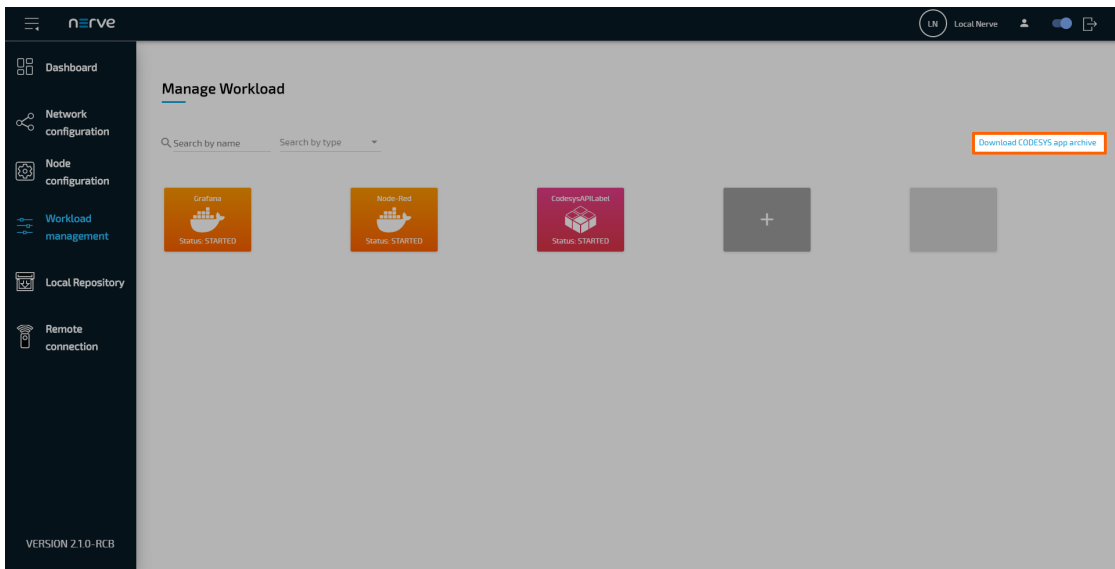 nerve
LN Local Nerve
Dashboard
Network
configuration
Node
configuration
Workload
management
Local Repository
Remote
connection
VERSION 2.1.0-RCB
Manage Workload
Search by name Search by type
Download CODESYS app archive
Grafana
Status: STARTED
Node-Red
Status: STARTED
CodesysAPILabel
Status: STARTED